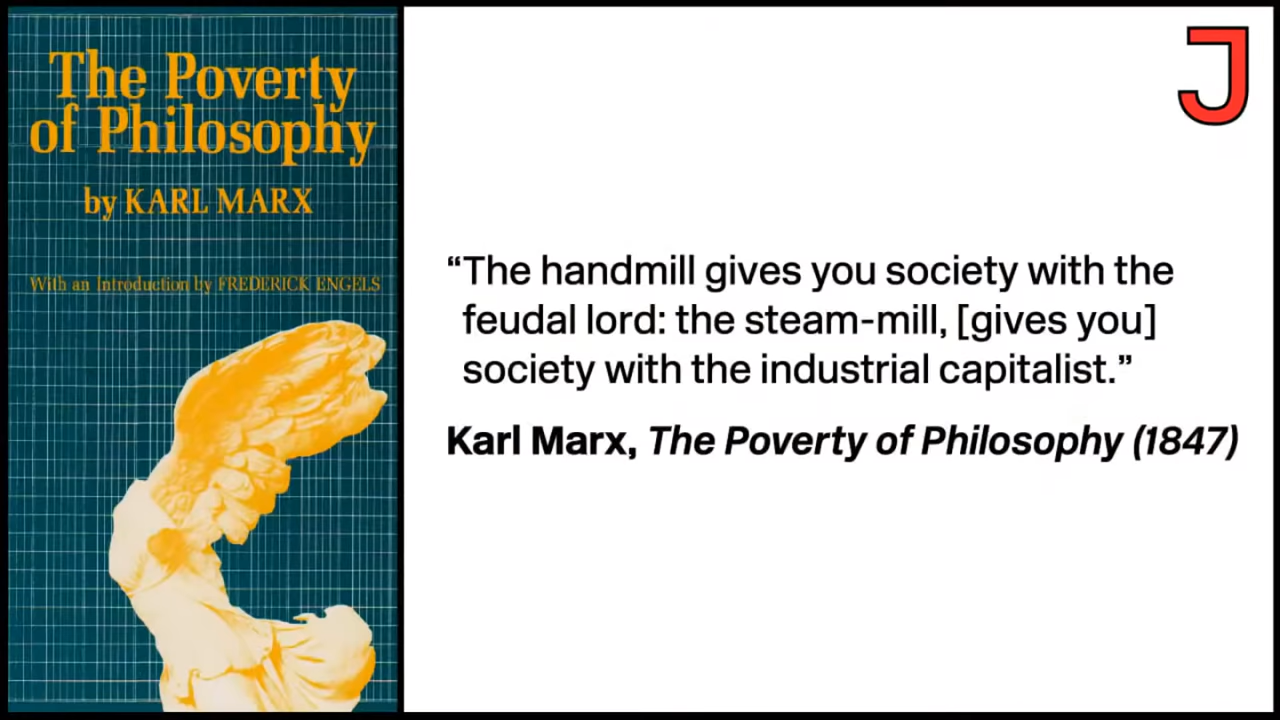 The Poverty
of Philosophy
by KARL MARX
With an Introduction by FREDERICK ENGELS
J
“The handmill gives you society with the
feudal lord: the steam-mill, [gives you]
society with the industrial capitalist.”
Karl Marx, The Poverty of Philosophy (1847)